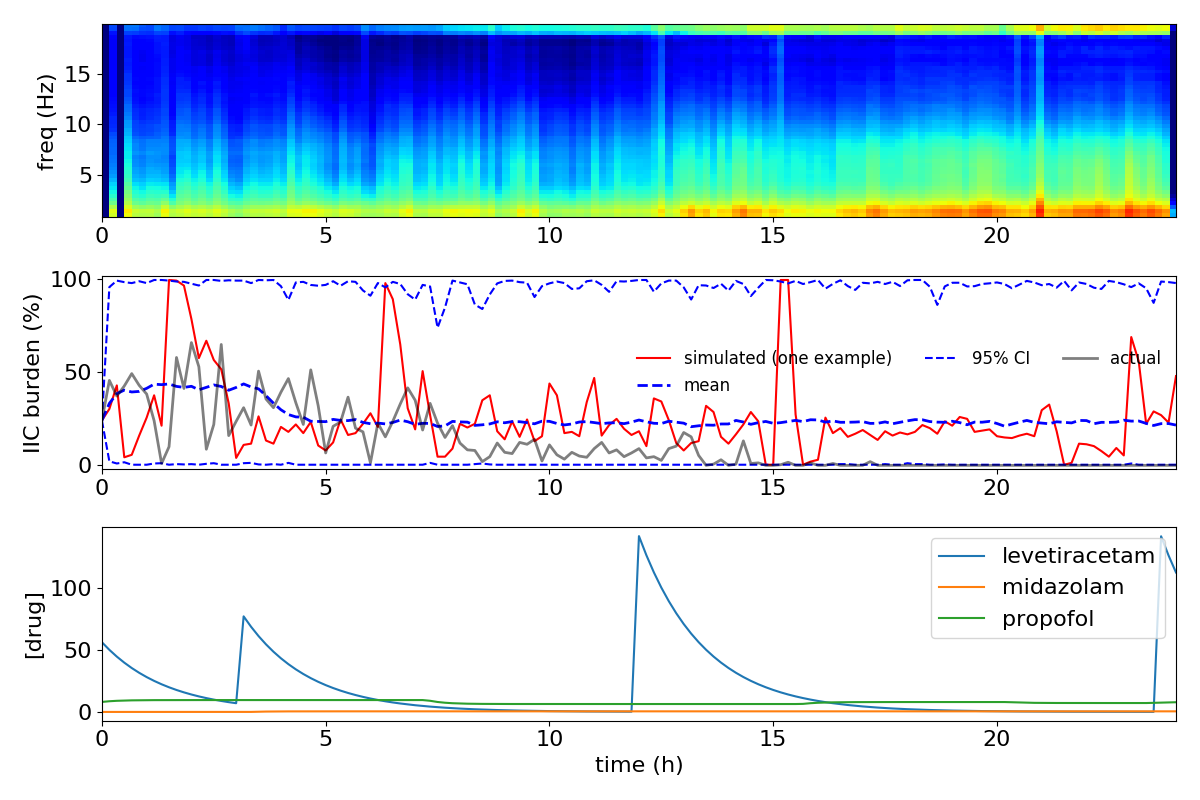 freq (Hz)
15
10
5
0 5 10 15 20
IIC burden (%)
100
50
0
simulated (one example) 95% CI actual
mean
0 5 10 15 20
[drug]
100
50
0
levetiracetam
midazolam
propofol
0 5 10 15 20
time (h)